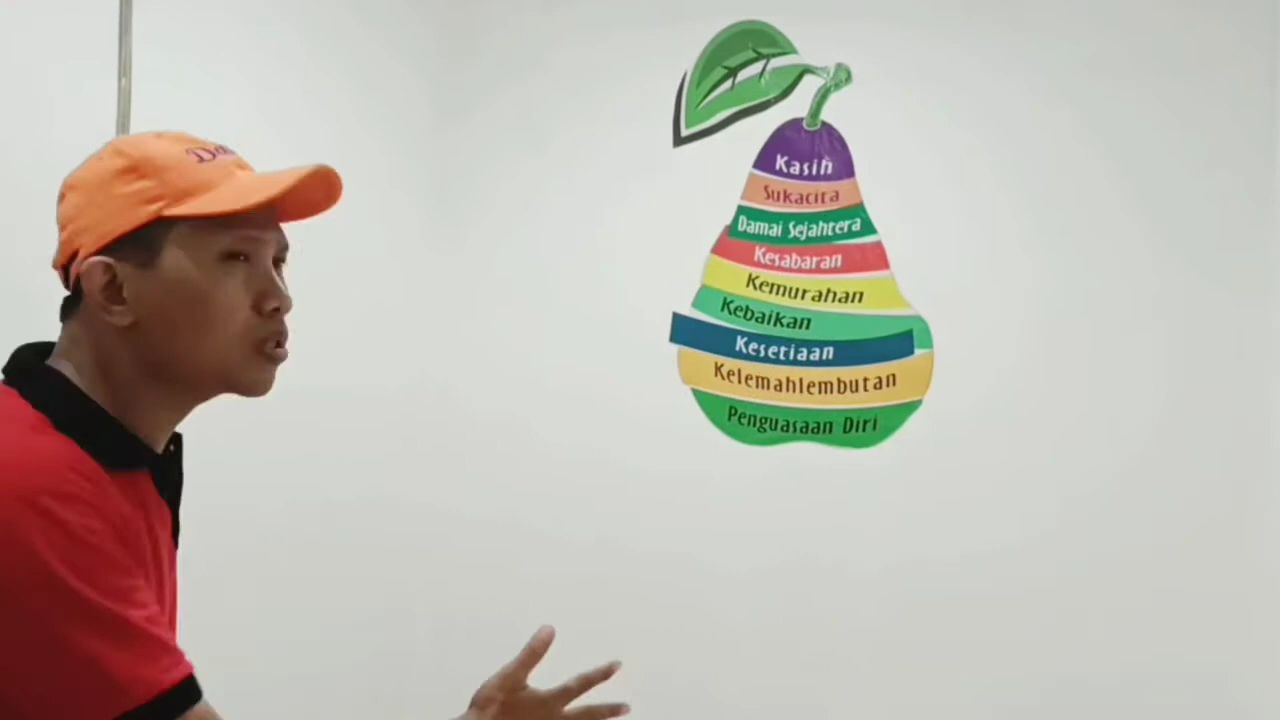 Kasih
Sukacita
Damai Sejahtera
Kesabaran
Kemurahan
Kebaikan
Kesetiaan
Kelemahlembutan
Penguasaan Diri